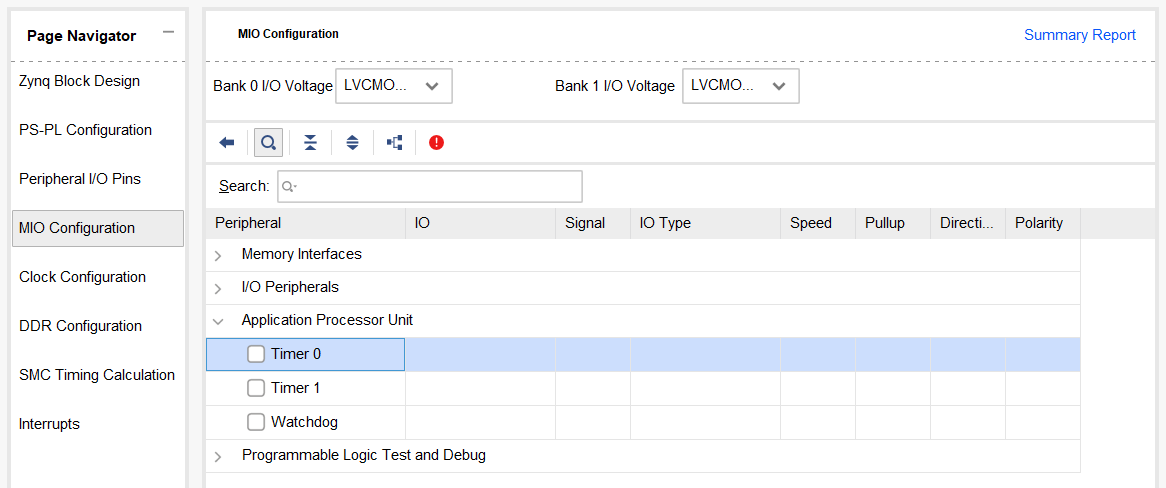 Page Navigator
Zynq Block Design
PS-PL Configuration
Peripheral I/O Pins
MIO Configuration
Clock Configuration
DDR Configuration
SMC Timing Calculation
Interrupts
MIO Configuration
Summary Report
Bank 0 I/O Voltage LVCMO... Bank 1 I/O Voltage LVCMO...
Search:
Peripheral IO Signal IO Type Speed Pullup Directi... Polarity
Memory Interfaces
I/O Peripherals
Application Processor Unit
Timer 0
Timer 1
Watchdog
Programmable Logic Test and Debug